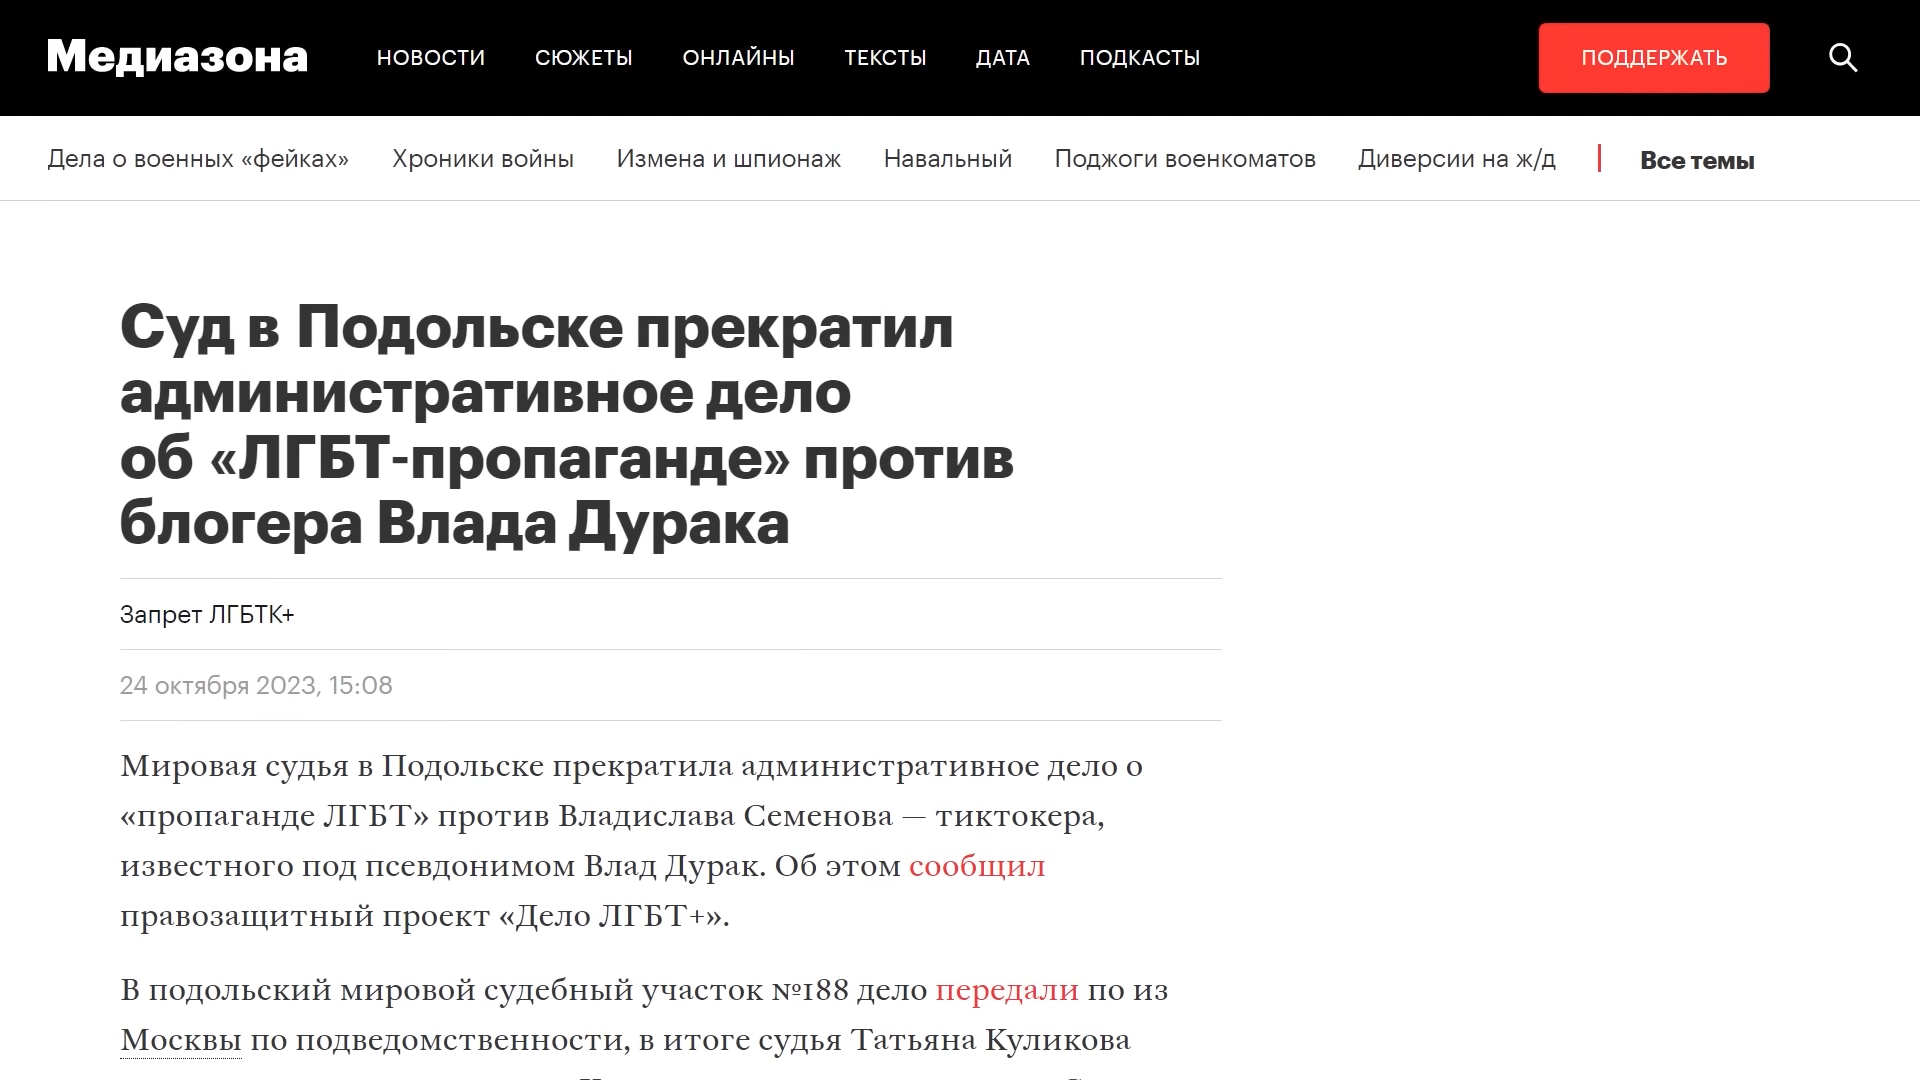 Медиазона
НОВОСТИ СЮЖЕТЫ ОНЛАЙНЫ ТЕКСТЫ ДАТА ПОДКАСТЫ
ПОДДЕРЖАТЬ
Дела о военных «фейках» Хроники войны Измена и шпионаж Навальный Поджоги военкоматов Диверсии на ж/д Все темы
Суд в Подольске прекратил
административное дело
об «ЛГБТ-пропаганде» против
блогера Влада Дурака
Запрет ЛГБТК+
24 октября 2023, 15:08
Мировая судья в Подольске прекратила административное дело о
«пропаганде ЛГБТ» против Владислава Семенова — тиктокера,
известного под псевдонимом Влад Дурак. Об этом сообщил
правозащитный проект «Дело ЛГБТ+».
В подольский мировой судебный участок №188 дело передали по из
Москвы по подведомственности, в итоге судья Татьяна Куликова